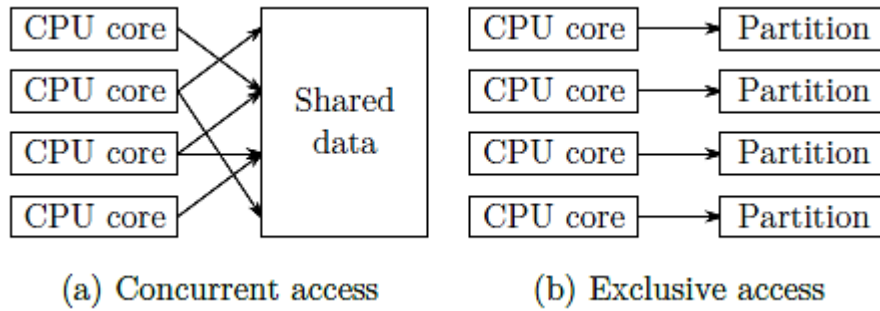 CPU core
CPU core
CPU core
CPU core
Shared
data
(a) Concurrent access
CPU core
Partition
CPU core
Partition
CPU core
Partition
CPU core
Partition
(b) Exclusive access